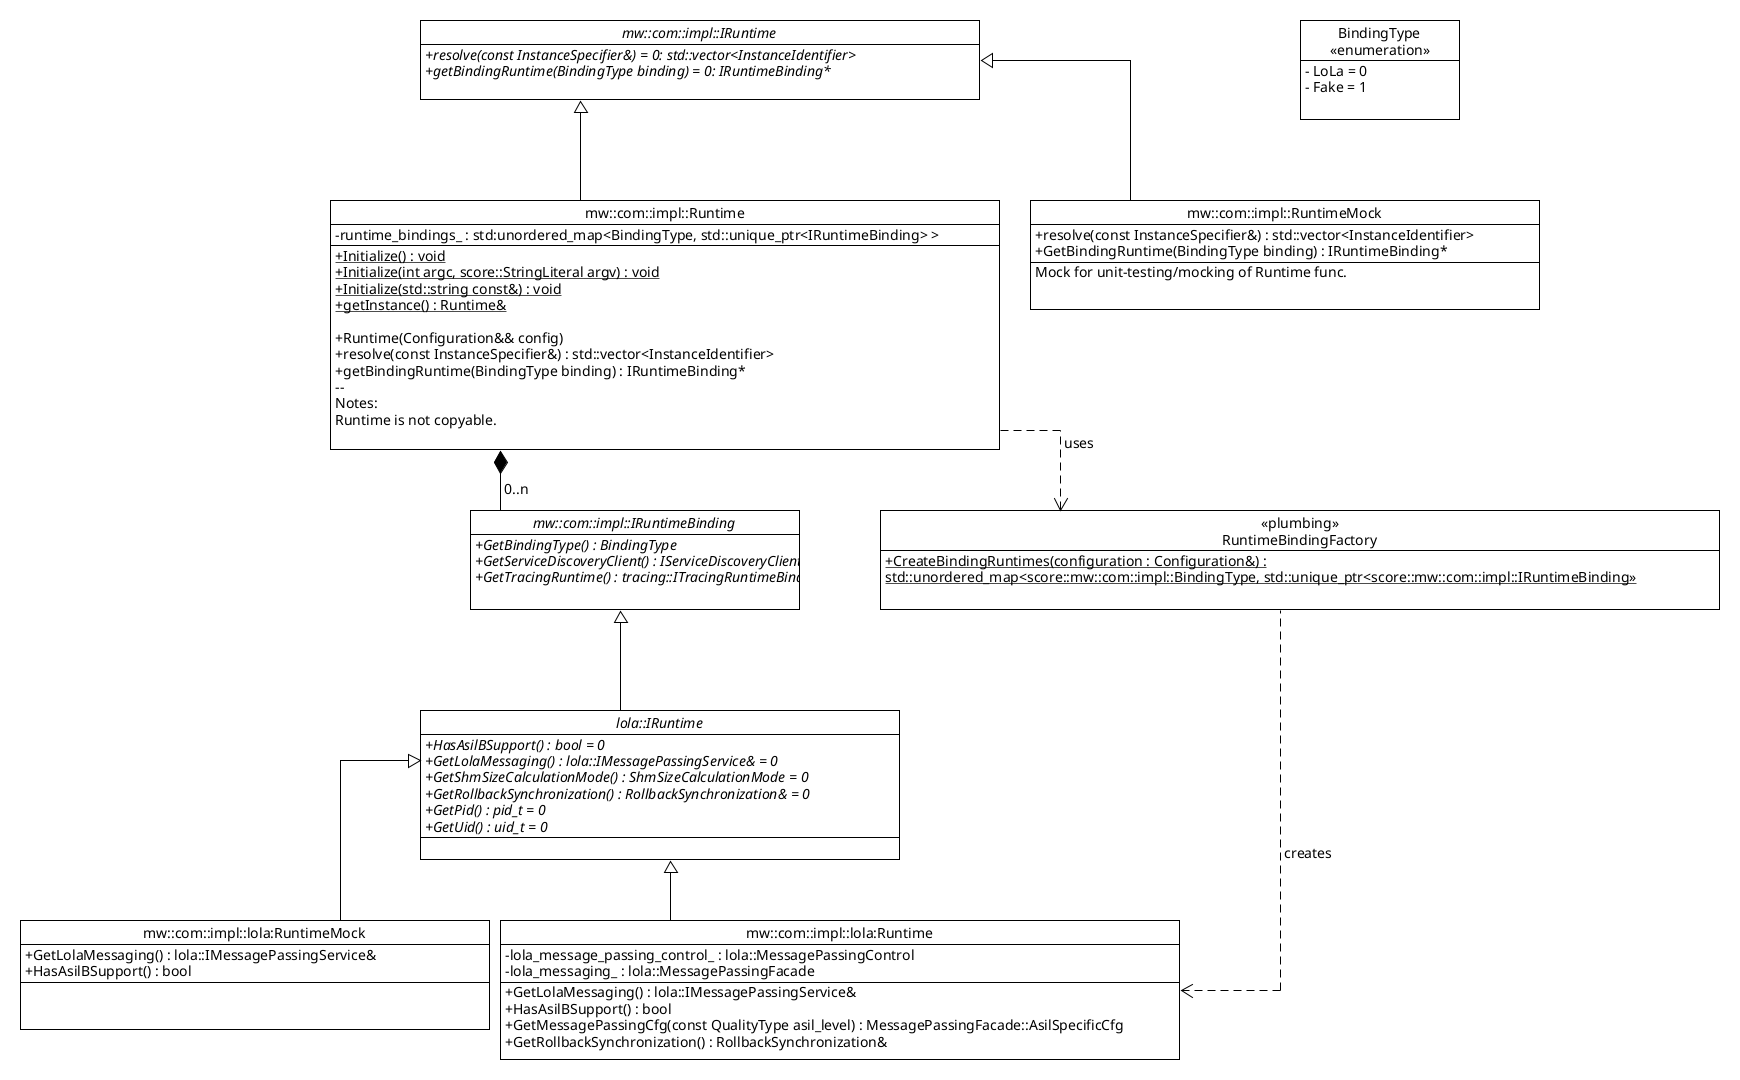 mw::com::impl::IRuntime
+resolve(const InstanceSpecifier&) = 0: std::vector<InstanceIdentifier>
+getBindingRuntime(BindingType binding) = 0: IRuntimeBinding*
BindingType
«enumeration»
- LoLa = 0
- Fake = 1
mw::com::impl::Runtime
-runtime_bindings_ : std:unordered_map<BindingType, std::unique_ptr<IRuntimeBinding> >
+Initialize() : void
+Initialize(int argc, score::StringLiteral argv) : void
+Initialize(std::string const&) : void
+getInstance() : Runtime&
+Runtime(Configuration&& config)
+resolve(const InstanceSpecifier&) : std::vector<InstanceIdentifier>
+getBindingRuntime(BindingType binding) : IRuntimeBinding*
--
Notes:
Runtime is not copyable.
mw::com::impl::RuntimeMock
+resolve(const InstanceSpecifier&) : std::vector<InstanceIdentifier>
+GetBindingRuntime(BindingType binding) : IRuntimeBinding*
Mock for unit-testing/mocking of Runtime func.
uses
0..n
mw::com::impl::IRuntimeBinding
+GetBindingType() : BindingType
+GetServiceDiscoveryClient() : IServiceDiscoveryClient
+GetTracingRuntime() : tracing::ITracingRuntimeBind
«plumbing»
RuntimeBindingFactory
+CreateBindingRuntimes(configuration : Configuration&) :
std::unordered_map<score::mw::com::impl::BindingType, std::unique_ptr<score::mw::com::impl::IRuntimeBinding»
lola::IRuntime
+HasAsilBSupport() : bool = 0
+GetLolaMessaging() : lola::IMessagePassingService& = 0
+GetShmSizeCalculationMode() : ShmSizeCalculationMode = 0
+GetRollbackSynchronization() : RollbackSynchronization& = 0
+GetPid() : pid_t = 0
+GetUid() : uid_t = 0
creates
mw::com::impl::lola:RuntimeMock
+GetLolaMessaging() : lola::IMessagePassingService&
+HasAsilBSupport() : bool
mw::com::impl::lola:Runtime
-lola_message_passing_control_ : lola::MessagePassingControl
-lola_messaging_ : lola::MessagePassingFacade
+GetLolaMessaging() : lola::IMessagePassingService&
+HasAsilBSupport() : bool
+GetMessagePassingCfg(const QualityType asil_level) : MessagePassingFacade::AsilSpecificCfg
+GetRollbackSynchronization() : RollbackSynchronization&